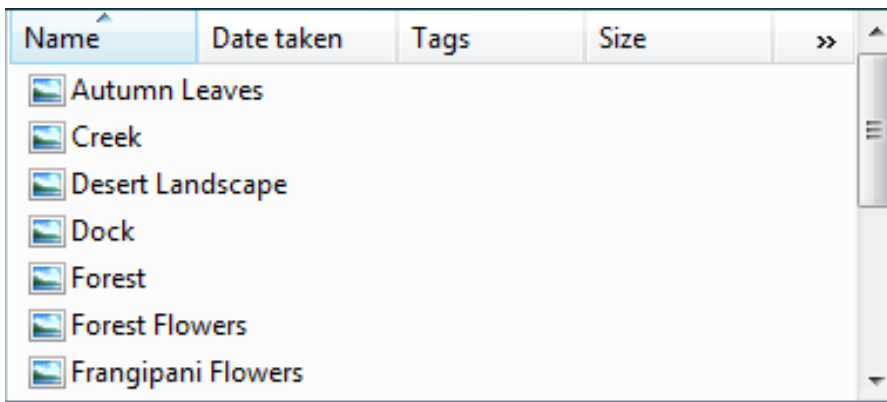 Name Date taken Tags Size »
Autumn Leaves
Creek
Desert Landscape
Dock
Forest
Forest Flowers
Frangipani Flowers